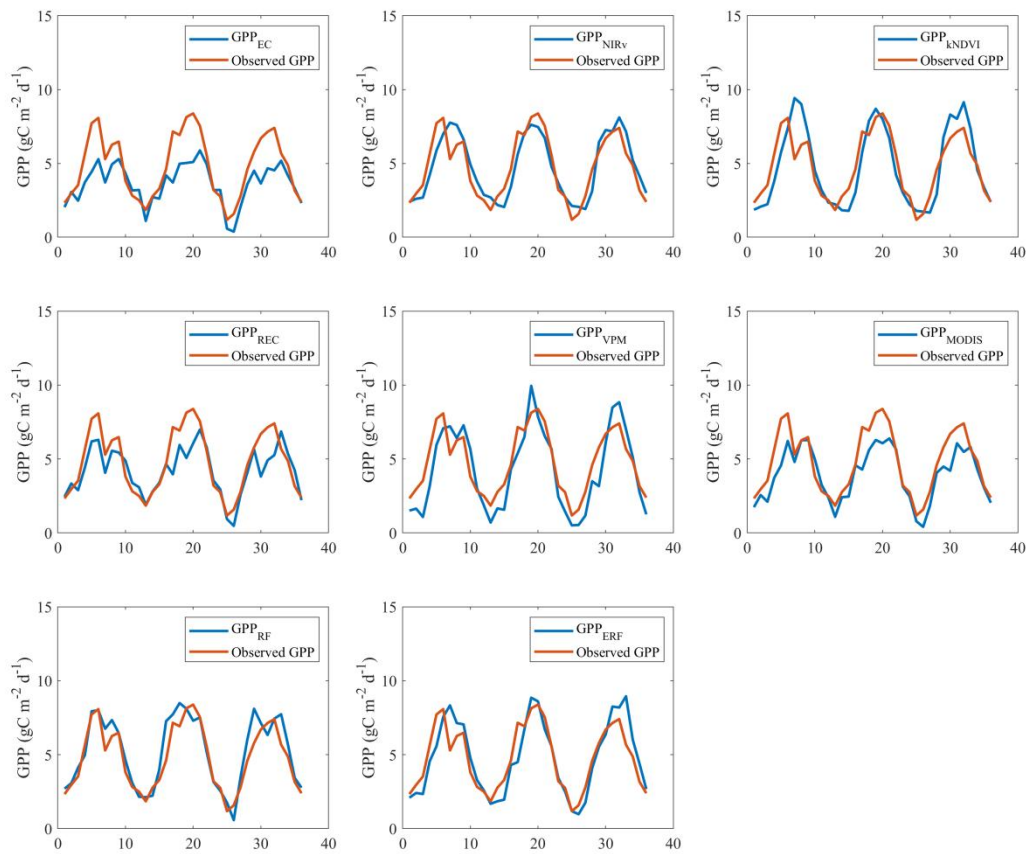 15
10
5
0
GPP (gC m⁻² d⁻¹)
GPP_EC
Observed GPP
0 10 20 30 40
15
10
5
0
GPP (gC m⁻² d⁻¹)
GPP_NIRv
Observed GPP
0 10 20 30 40
15
10
5
0
GPP (gC m⁻² d⁻¹)
GPP_kNDVI
Observed GPP
0 10 20 30 40
15
10
5
0
GPP (gC m⁻² d⁻¹)
GPP_REC
Observed GPP
0 10 20 30 40
15
10
5
0
GPP (gC m⁻² d⁻¹)
GPP_VPM
Observed GPP
0 10 20 30 40
15
10
5
0
GPP (gC m⁻² d⁻¹)
GPP_MODIS
Observed GPP
0 10 20 30 40
15
10
5
0
GPP (gC m⁻² d⁻¹)
GPP_RF
Observed GPP
0 10 20 30 40
15
10
5
0
GPP (gC m⁻² d⁻¹)
GPP_ERF
Observed GPP
0 10 20 30 40